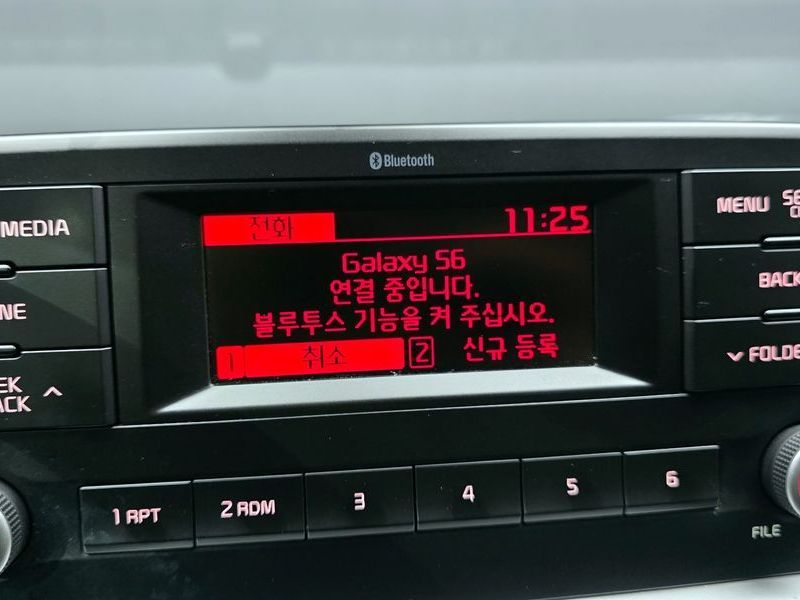 Bluetooth
MEDIA
MENU
전화
11:25
Galaxy S6
연결 중입니다.
블루투스 기능을 켜 주십시오.
1 취소 2 신규 등록
BACK
FOLDE
1 RPT
2 RDM
3
4
5
6
FILE